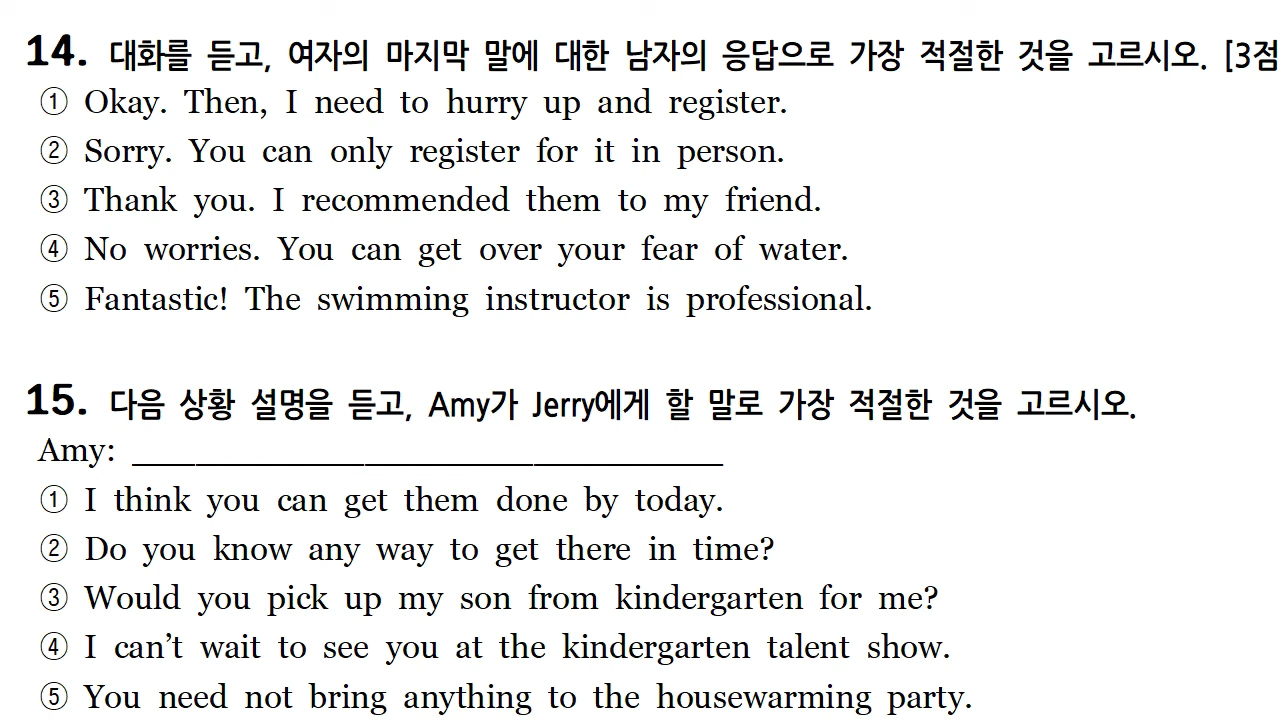 14. 대화를 듣고, 여자의 마지막 말에 대한 남자의 응답으로 가장 적절한 것을 고르시오. [3점
① Okay. Then, I need to hurry up and register.
② Sorry. You can only register for it in person.
③ Thank you. I recommended them to my friend.
④ No worries. You can get over your fear of water.
⑤ Fantastic! The swimming instructor is professional.
15. 다음 상황 설명을 듣고, Amy가 Jerry에게 할 말로 가장 적절한 것을 고르시오.
Amy: ____________________________
① I think you can get them done by today.
② Do you know any way to get there in time?
③ Would you pick up my son from kindergarten for me?
④ I can't wait to see you at the kindergarten talent show.
⑤ You need not bring anything to the housewarming party.